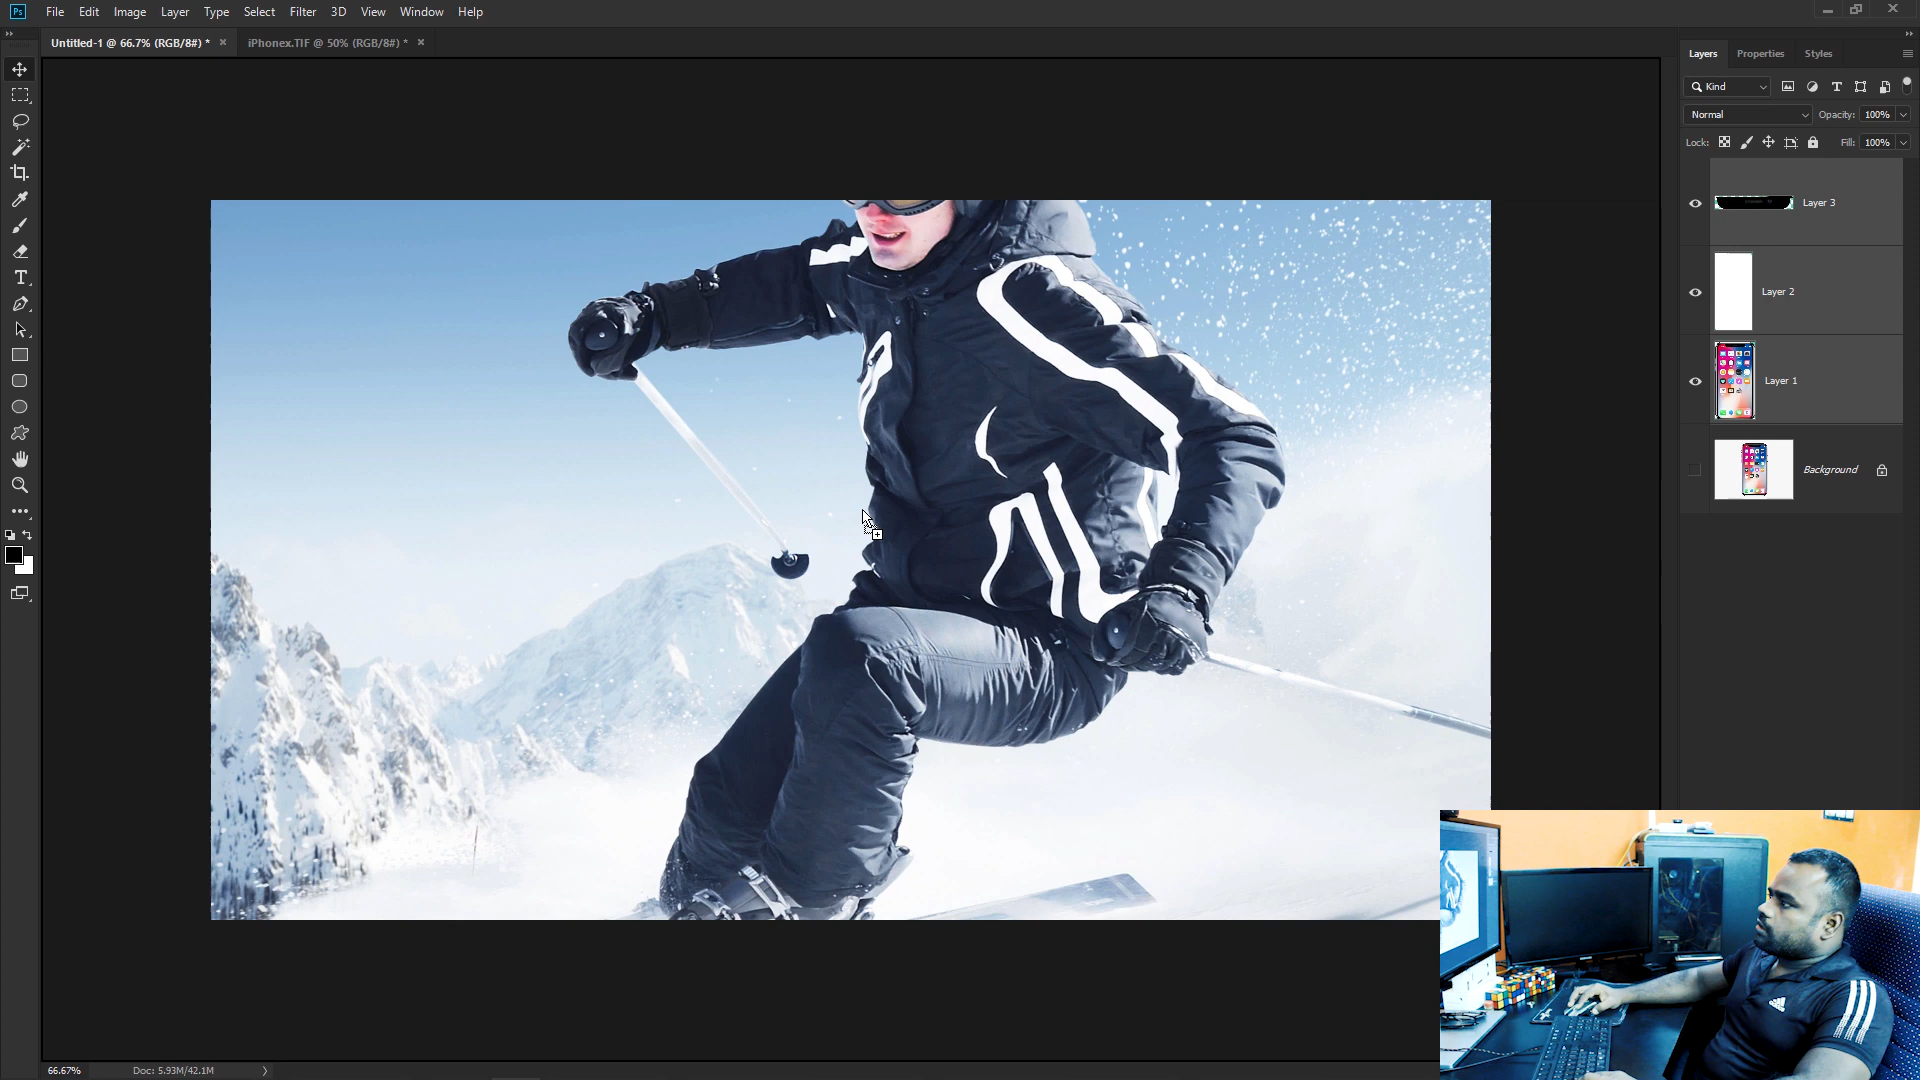 Ps File Edit Image Layer Type Select Filter 3D View Window Help
Untitled-1 @ 66.7% (RGB/8#) * × iPhonex.TIF @ 50% (RGB/8#) * ×
Layers Properties Styles
Kind
Normal Opacity: 100%
Lock: Fill: 100%
Layer 3
Layer 2
Layer 1
Background
66.67% Doc: 5.93M/42.1M